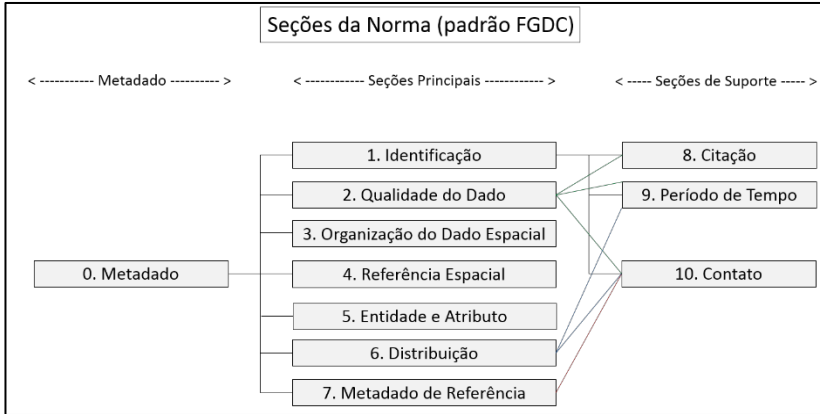 Seções da Norma (padrão FGDC)
< ----------- Metadado ---------- >
< ------------ Seções Principais ------------ >
< ----- Seções de Suporte ----- >
1. Identificação
8. Citação
2. Qualidade do Dado
9. Período de Tempo
3. Organização do Dado Espacial
0. Metadado
4. Referência Espacial
10. Contato
5. Entidade e Atributo
6. Distribuição
7. Metadado de Referência